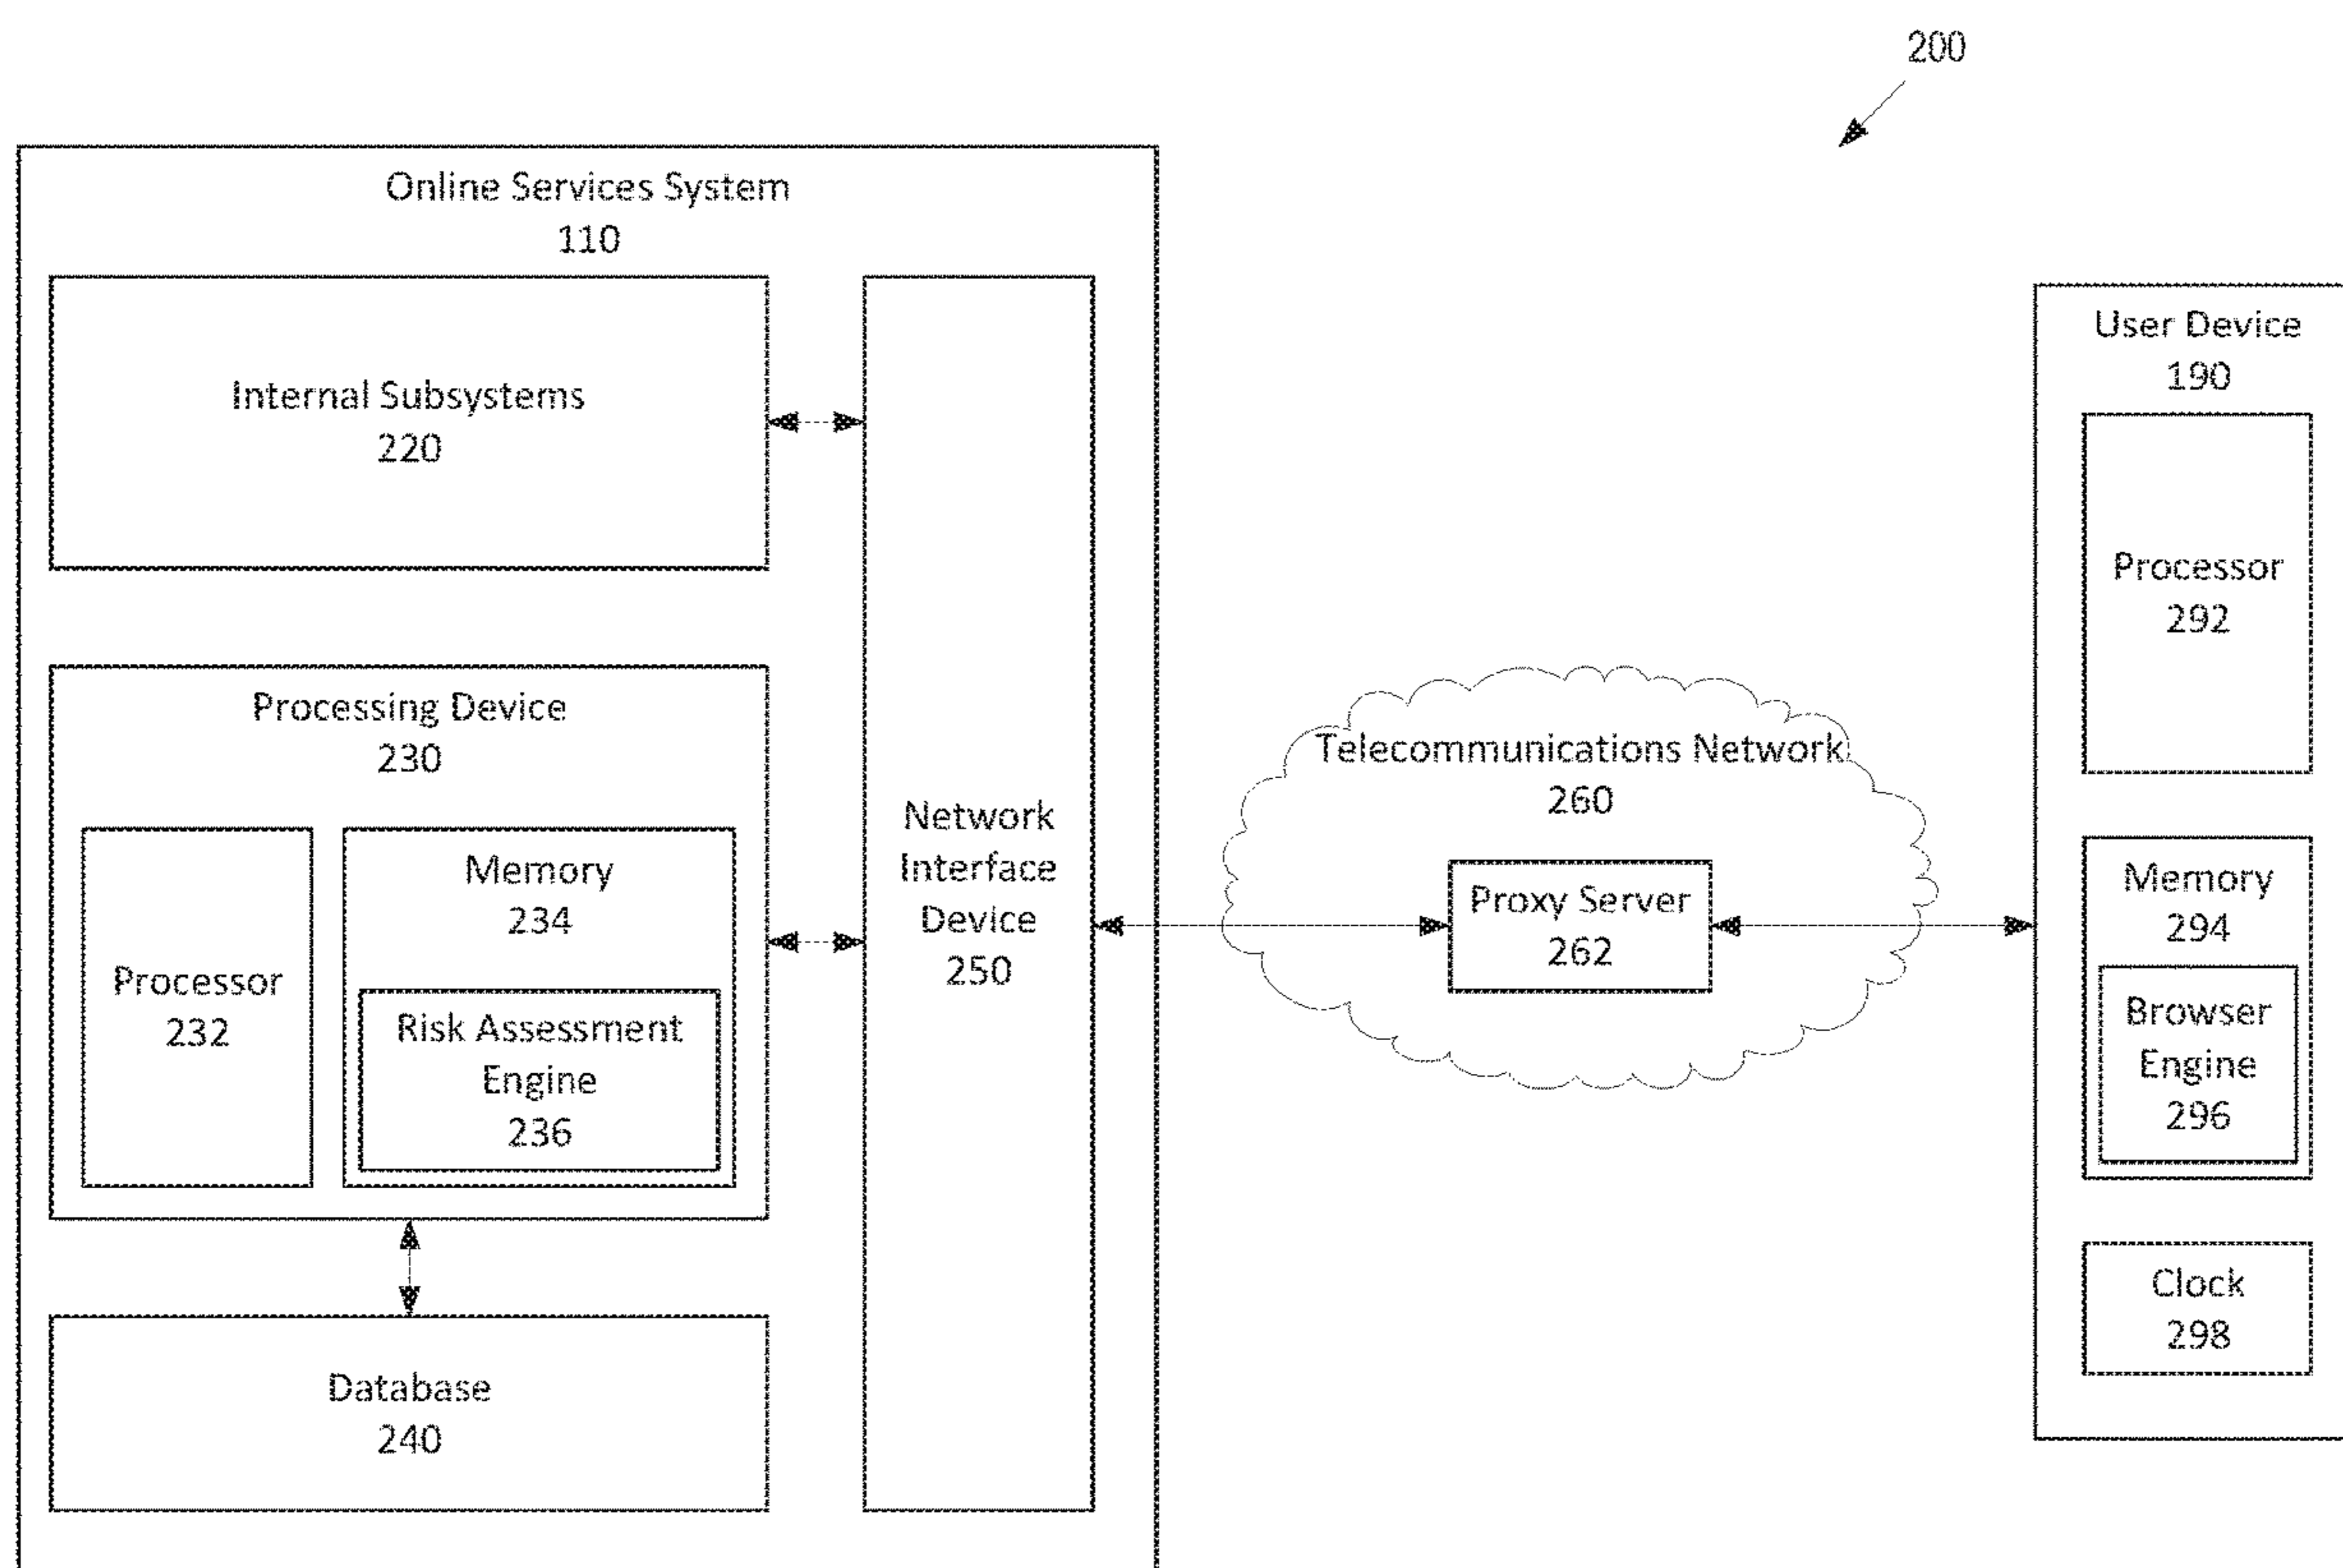 200
Online Services System
110
Internal Subsystems
220
Processing Device
230
Processor
232
Memory
234
Risk Assessment
Engine
236
Database
240
Network
Interface
Device
250
Telecommunications Network
260
Proxy Server
262
User Device
190
Processor
292
Memory
294
Browser
Engine
296
Clock
298